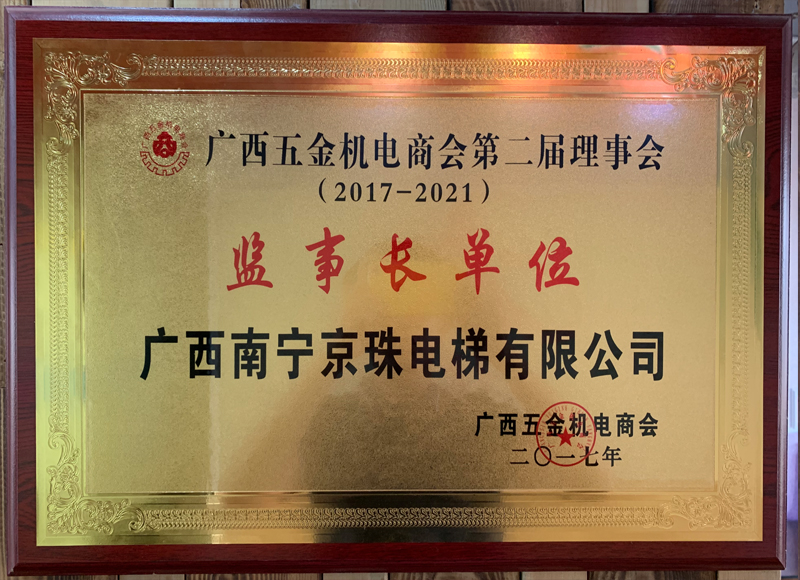 广西五金机电商会第二届理事会
(2017-2021)
监事长单位
广西南宁京珠电梯有限公司
广西五金机电商会
二〇一七年